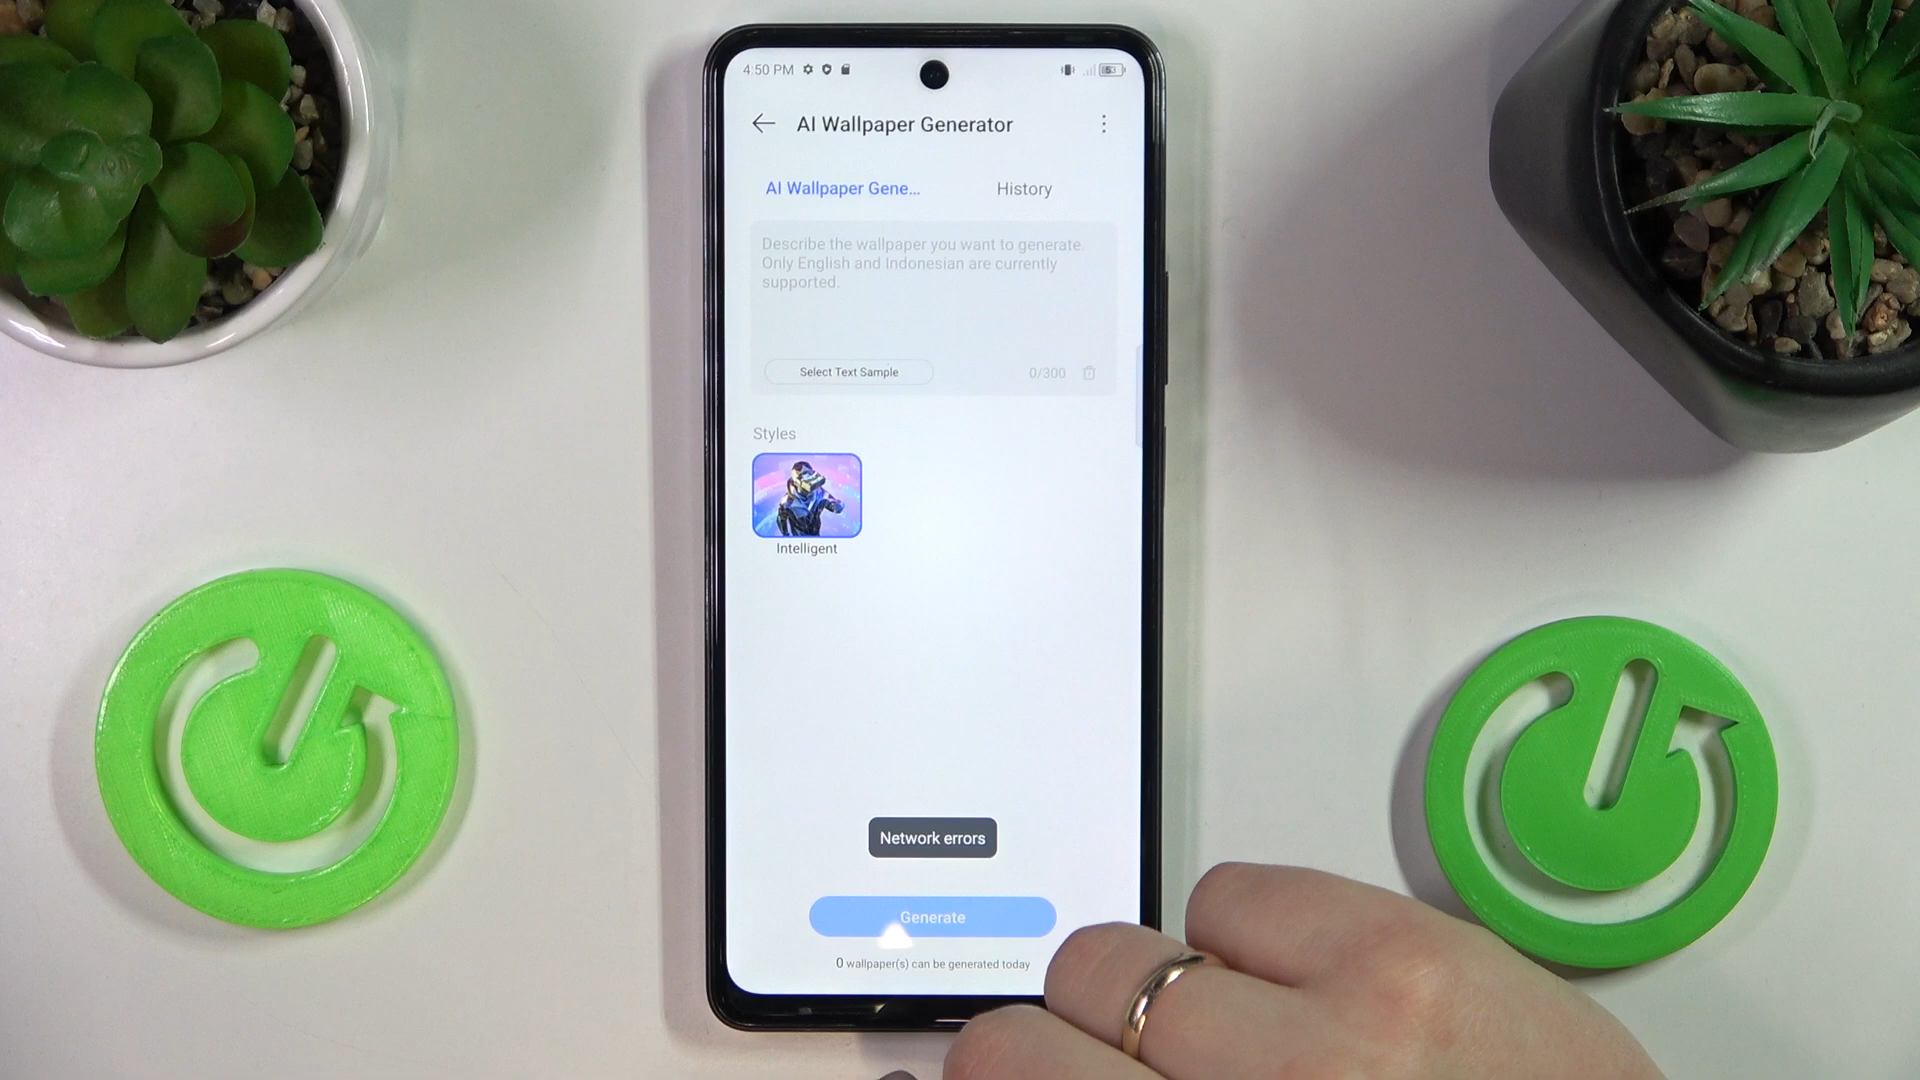 4:50 PM
53
AI Wallpaper Generator
AI Wallpaper Gene...
History
Describe the wallpaper you want to generate.
Only English and Indonesian are currently
supported.
Select Text Sample
0/300
Styles
Intelligent
Network errors
Generate
0 wallpaper(s) can be generated today